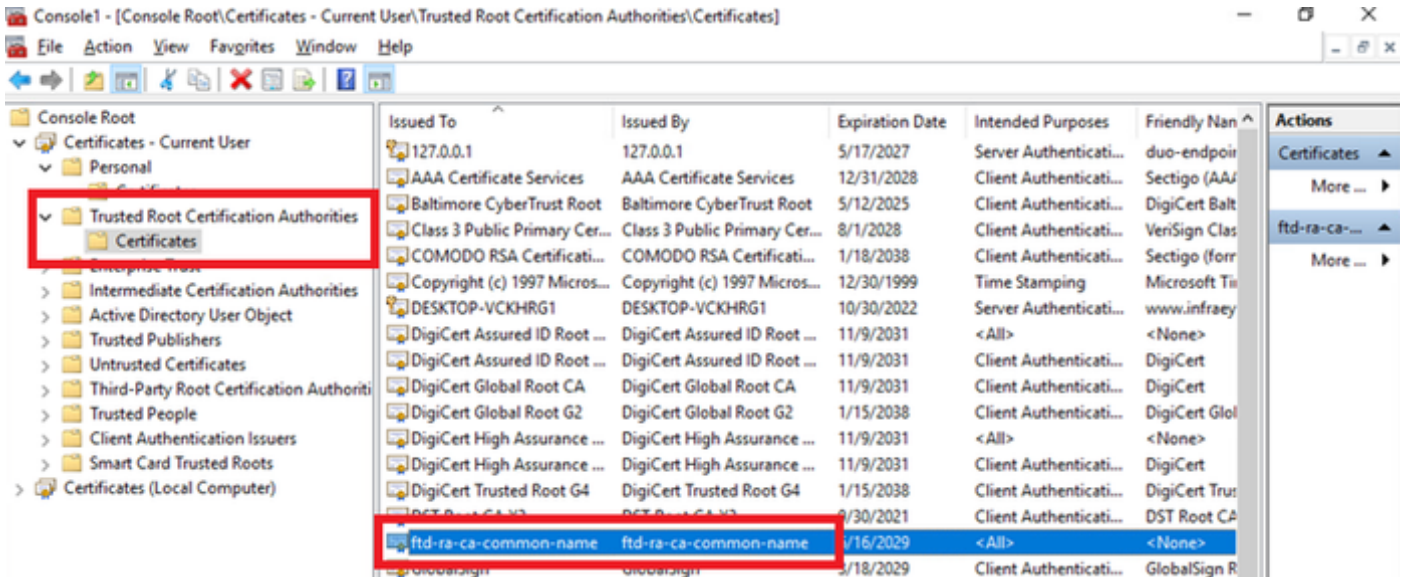 Console1 - [Console Root\Certificates - Current User\Trusted Root Certification Authorities\Certificates]
File Action View Favorites Window Help
Console Root
Certificates - Current User
Personal
Trusted Root Certification Authorities
Certificates
Enterprise Trust
Intermediate Certification Authorities
Active Directory User Object
Trusted Publishers
Untrusted Certificates
Third-Party Root Certification Authoriti
Trusted People
Client Authentication Issuers
Smart Card Trusted Roots
Certificates (Local Computer)
Issued To Issued By Expiration Date Intended Purposes Friendly Nan
127.0.0.1 127.0.0.1 5/17/2027 Server Authenticati... duo-endpoin
AAA Certificate Services AAA Certificate Services 12/31/2028 Client Authenticati... Sectigo (AAA
Baltimore CyberTrust Root Baltimore CyberTrust Root 5/12/2025 Client Authenticati... DigiCert Balt
Class 3 Public Primary Cer... Class 3 Public Primary Cer... 8/1/2028 Client Authenticati... VeriSign Clas
COMODO RSA Certificati... COMODO RSA Certificati... 1/18/2038 Client Authenticati... Sectigo (forr
Copyright (c) 1997 Micros... Copyright (c) 1997 Micros... 12/30/1999 Time Stamping Microsoft Tii
DESKTOP-VCKHRG1 DESKTOP-VCKHRG1 10/30/2022 Server Authenticati... www.infraey
DigiCert Assured ID Root ... DigiCert Assured ID Root ... 11/9/2031 <All> <None>
DigiCert Assured ID Root ... DigiCert Assured ID Root ... 11/9/2031 Client Authenticati... DigiCert
DigiCert Global Root CA DigiCert Global Root CA 11/9/2031 Client Authenticati... DigiCert
DigiCert Global Root G2 DigiCert Global Root G2 1/15/2038 Client Authenticati... DigiCert Glol
DigiCert High Assurance ... DigiCert High Assurance ... 11/9/2031 <All> <None>
DigiCert High Assurance ... DigiCert High Assurance ... 11/9/2031 Client Authenticati... DigiCert
DigiCert Trusted Root G4 DigiCert Trusted Root G4 1/15/2038 Client Authenticati... DigiCert Trus
DST Root CA X3 DST Root CA X3 9/30/2021 Client Authenticati... DST Root CA
ftd-ra-ca-common-name ftd-ra-ca-common-name /16/2029 <All> <None>
GlobalSign GlobalSign 3/18/2029 Client Authenticati... GlobalSign R
Actions
Certificates
More ...
ftd-ra-ca-...
More ...